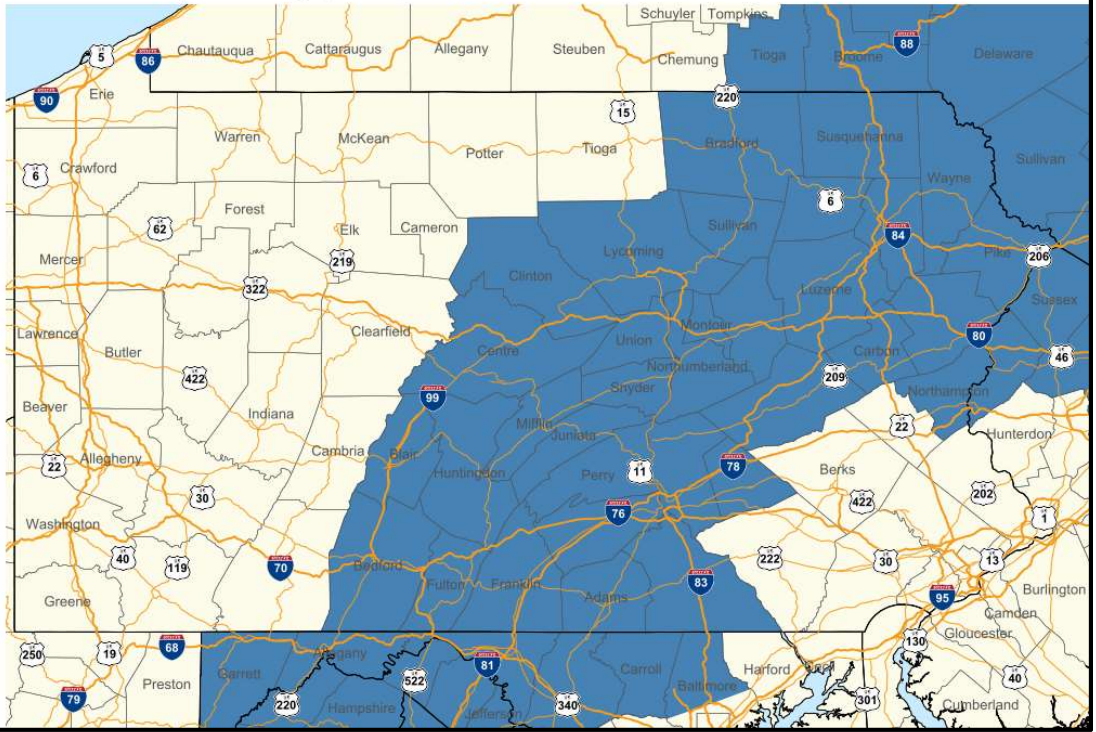 Schuyler Tompkins
5 86 Chautauqua Cattaraugus Allegany Steuben Chemung Tioga Broome 88 Delaware
90 Erie
15 220
Warren McKean Potter Tioga Bradford Susquehanna Sullivan
6 Crawford Wayne
62 Forest Elk Cameron Sullivan 6
Mercer 219 Lycoming 84 Pike 206
322 Clinton Luzerne Sussex
Lawrence Butler Clearfield Centre Union Montour Carbon 80 46
422 99 Snyder Northumberland 209 Northampton
Beaver Indiana Mifflin Juniata 22 Hunterdon
22 Allegheny Cambria Blair Huntingdon Perry 11 78 Berks
30 76 422 202 1
Washington 40 119 70 Bedford Fulton Franklin Adams 83 222 30 13
Greene 95 Burlington
Camden
250 19 68 Garrett Allegany 81 Carroll Harford Cecil 130 Gloucester
79 Preston 220 Hampshire 522 Jefferson 340 Baltimore 301 40
Cumberland